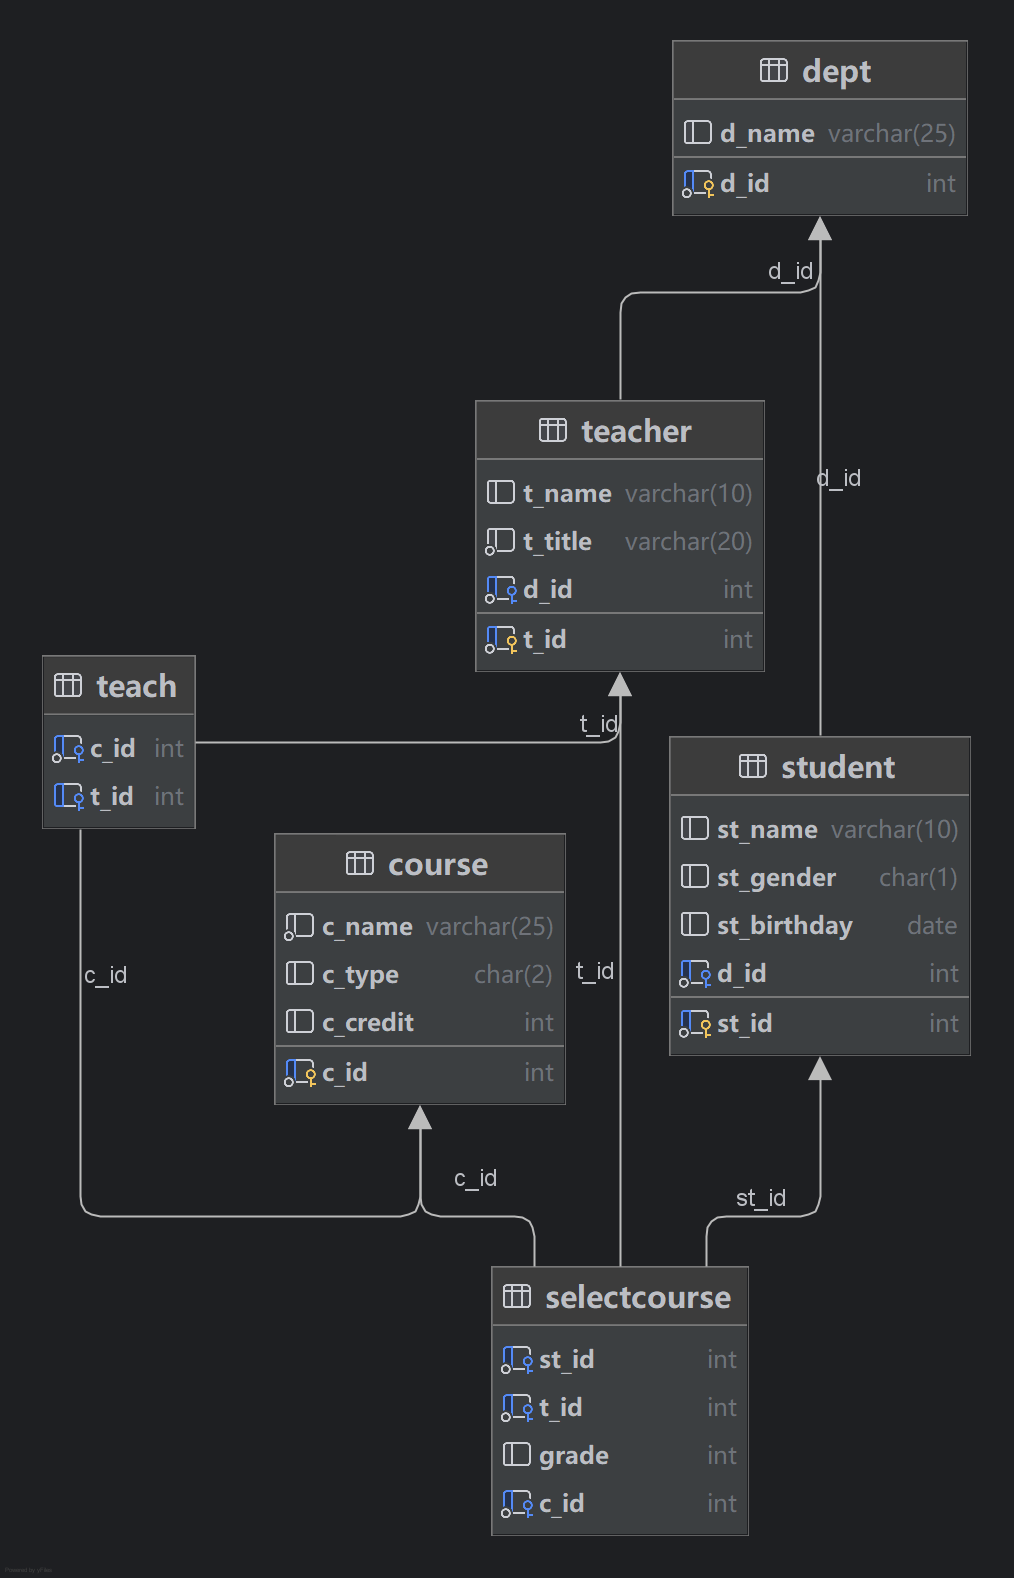 dept
d_name varchar(25)
d_id int
d_id
d_id
teacher
t_name varchar(10)
t_title varchar(20)
d_id int
t_id int
teach
c_id int
t_id int
t_id
student
st_name varchar(10)
st_gender char(1)
st_birthday date
d_id int
st_id int
course
c_name varchar(25)
c_type char(2)
c_credit int
c_id int
c_id
t_id
c_id
st_id
selectcourse
st_id int
t_id int
grade int
c_id int
Powered by yFiles